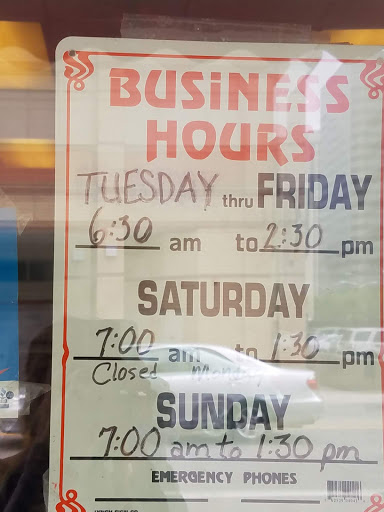 BUSINESS
HOURS
TUESDAY thru FRIDAY
6:30 am to 2:30 pm
SATURDAY
7:00 am to 1:30 pm
Closed Monday
SUNDAY
7:00 am to 1:30 pm
EMERGENCY PHONES